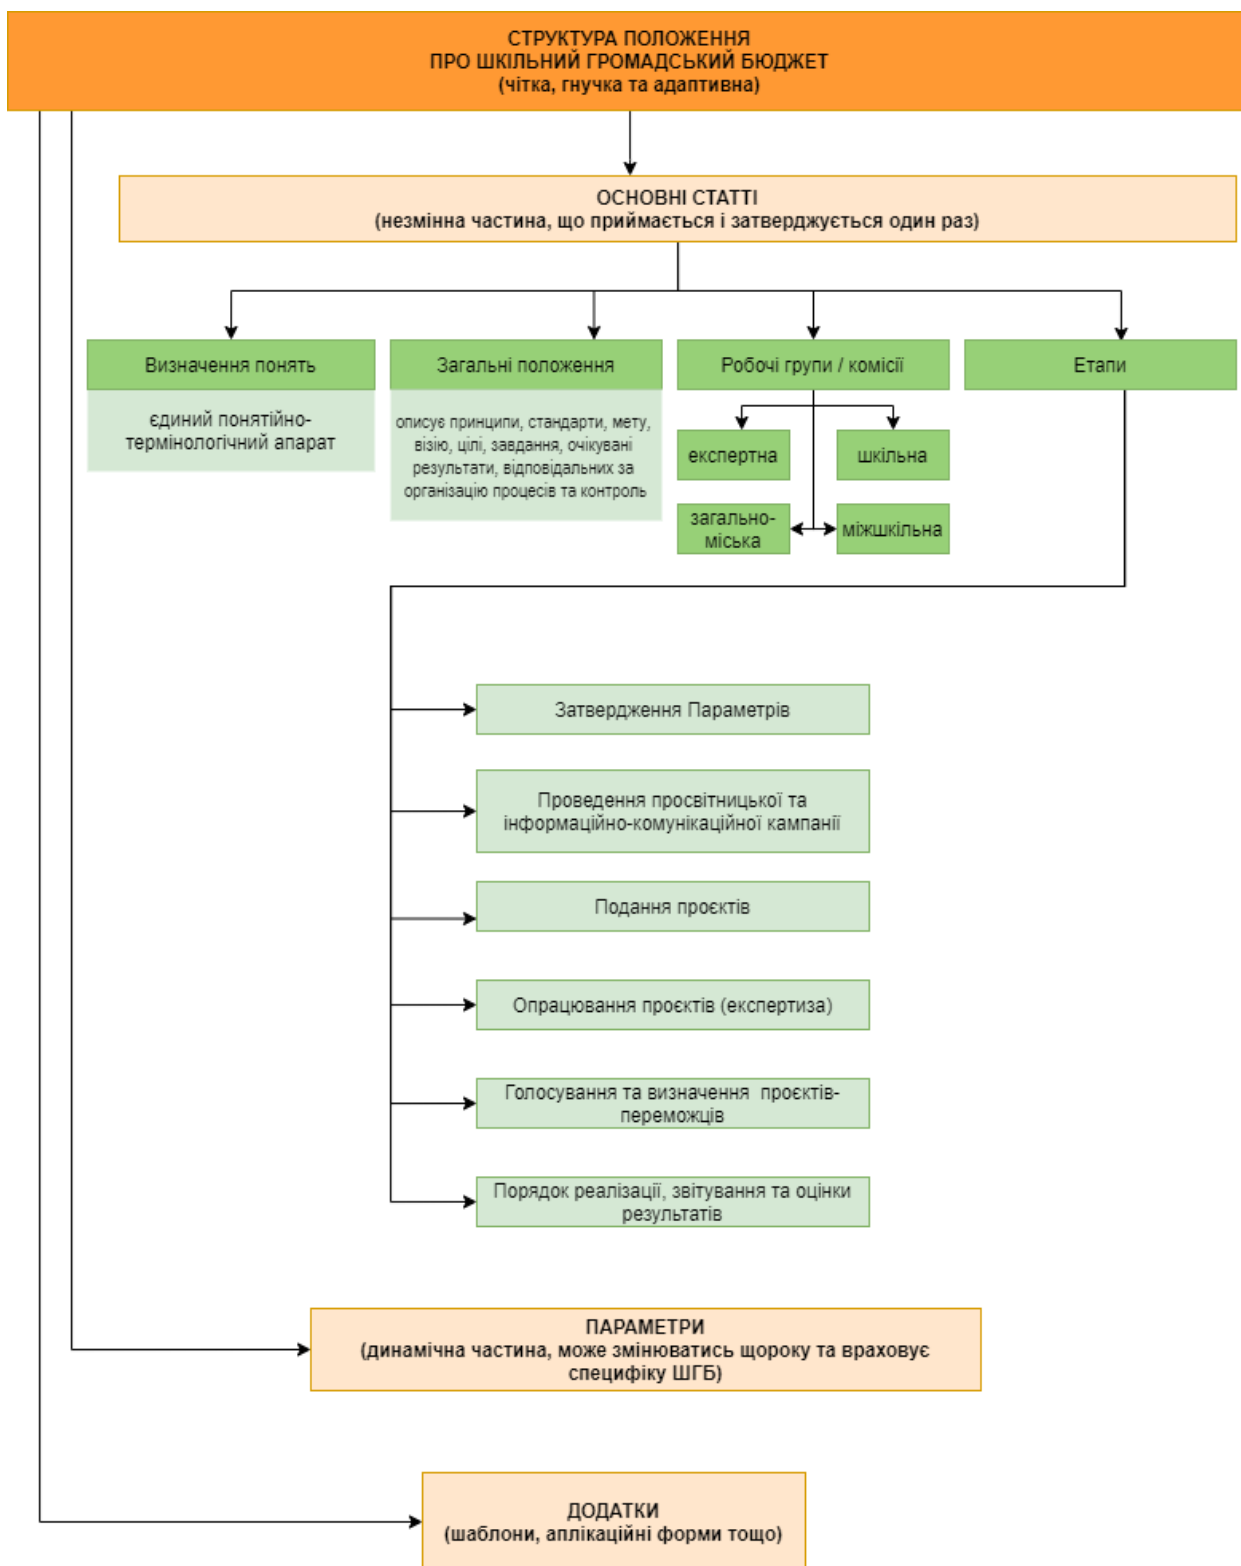 СТРУКТУРА ПОЛОЖЕННЯ
ПРО ШКІЛЬНИЙ ГРОМАДСЬКИЙ БЮДЖЕТ
(чітка, гнучка та адаптивна)
ОСНОВНІ СТАТТІ
(незмінна частина, що приймається і затверджується один раз)
Визначення понять
єдиний понятійно-
термінологічний апарат
Загальні положення
описує принципи, стандарти, мету,
візію, цілі, завдання, очікувані
результати, відповідальних за
організацію процесів та контроль
Робочі групи / комісії
експертна
шкільна
загально-
міська
міжшкільна
Етапи
Затвердження Параметрів
Проведення просвітницької та
інформаційно-комунікаційної кампанії
Подання проєктів
Опрацювання проєктів (експертиза)
Голосування та визначення проєктів-
переможців
Порядок реалізації, звітування та оцінки
результатів
ПАРАМЕТРИ
(динамічна частина, може змінюватись щороку та враховує
специфіку ШГБ)
ДОДАТКИ
(шаблони, аплікаційні форми тощо)